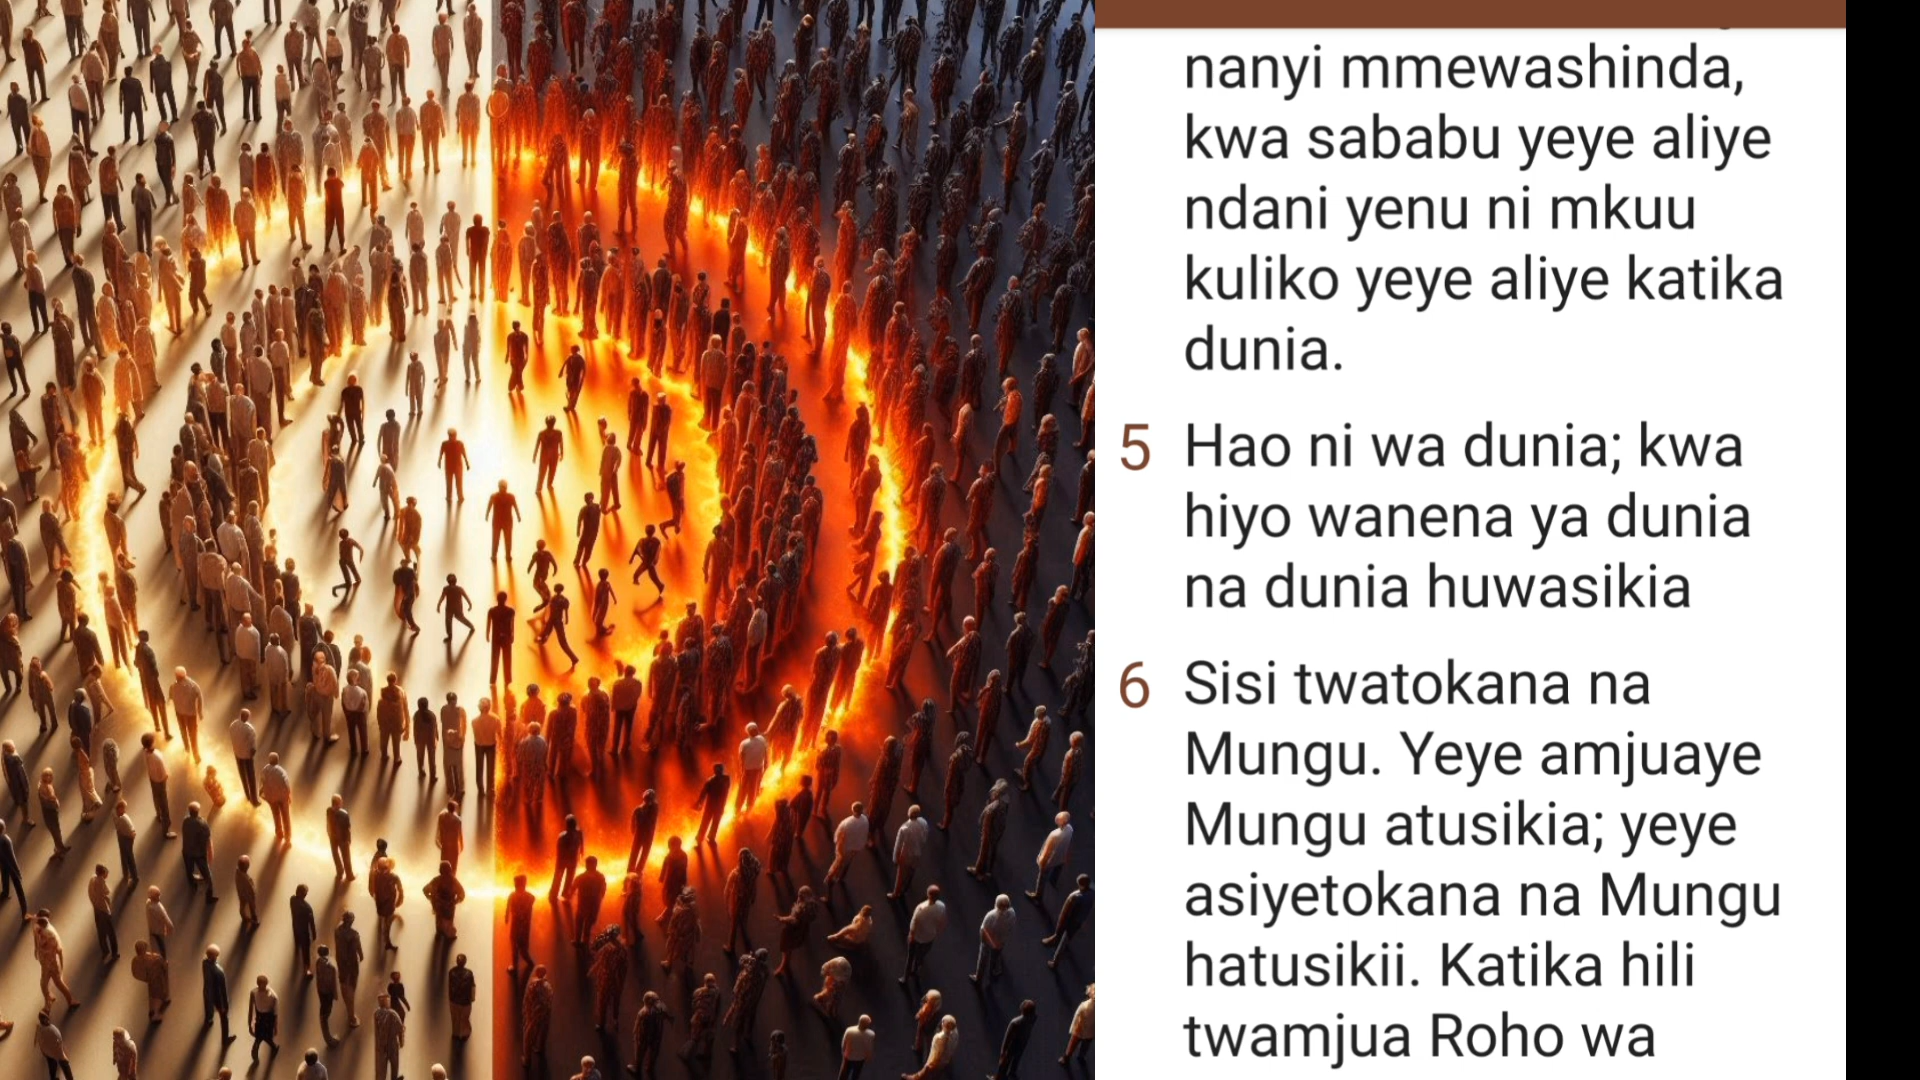 nanyi mmewashinda,
kwa sababu yeye aliye
ndani yenu ni mkuu
kuliko yeye aliye katika
dunia.
5 Hao ni wa dunia; kwa
hiyo wanena ya dunia
na dunia huwasikia
6 Sisi twatokana na
Mungu. Yeye amjuaye
Mungu atusikia; yeye
asiyetokana na Mungu
hatusikii. Katika hili
twamjua Roho wa